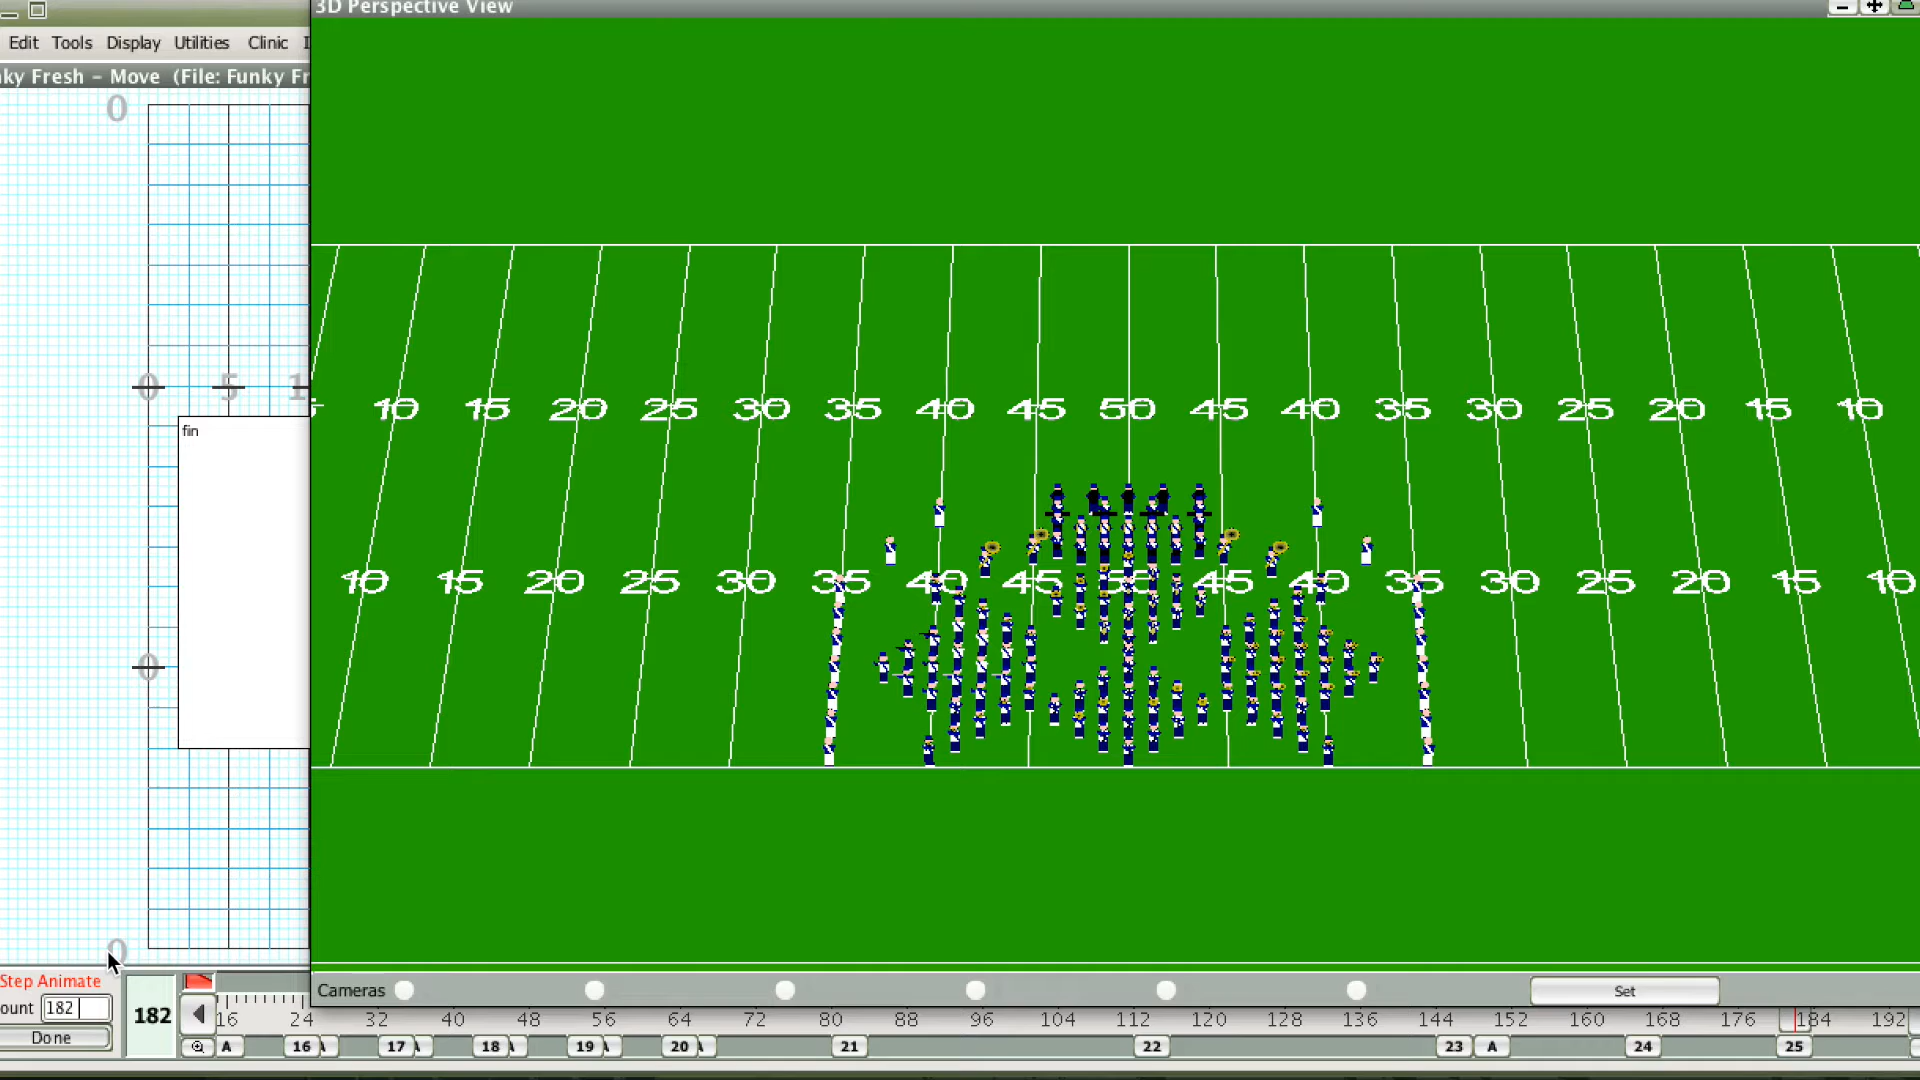 3D Perspective View
Edit Tools Display Utilities Clinic
ky Fresh - Move (File: Funky Fr
0
0 5 1
fin
10 15 20 25 30 35 40 45 50 45 40 35 30 25 20 15 10
10 15 20 25 30 35 40 45 50 45 40 35 30 25 20 15 10
0
0
Step Animate
ount 182
Done
182
Cameras
Set
16 24 32 40 48 56 64 72 80 88 96 104 112 120 128 136 144 152 160 168 176 184 192
A 16 17 18 19 20 21 22 23 A 24 25